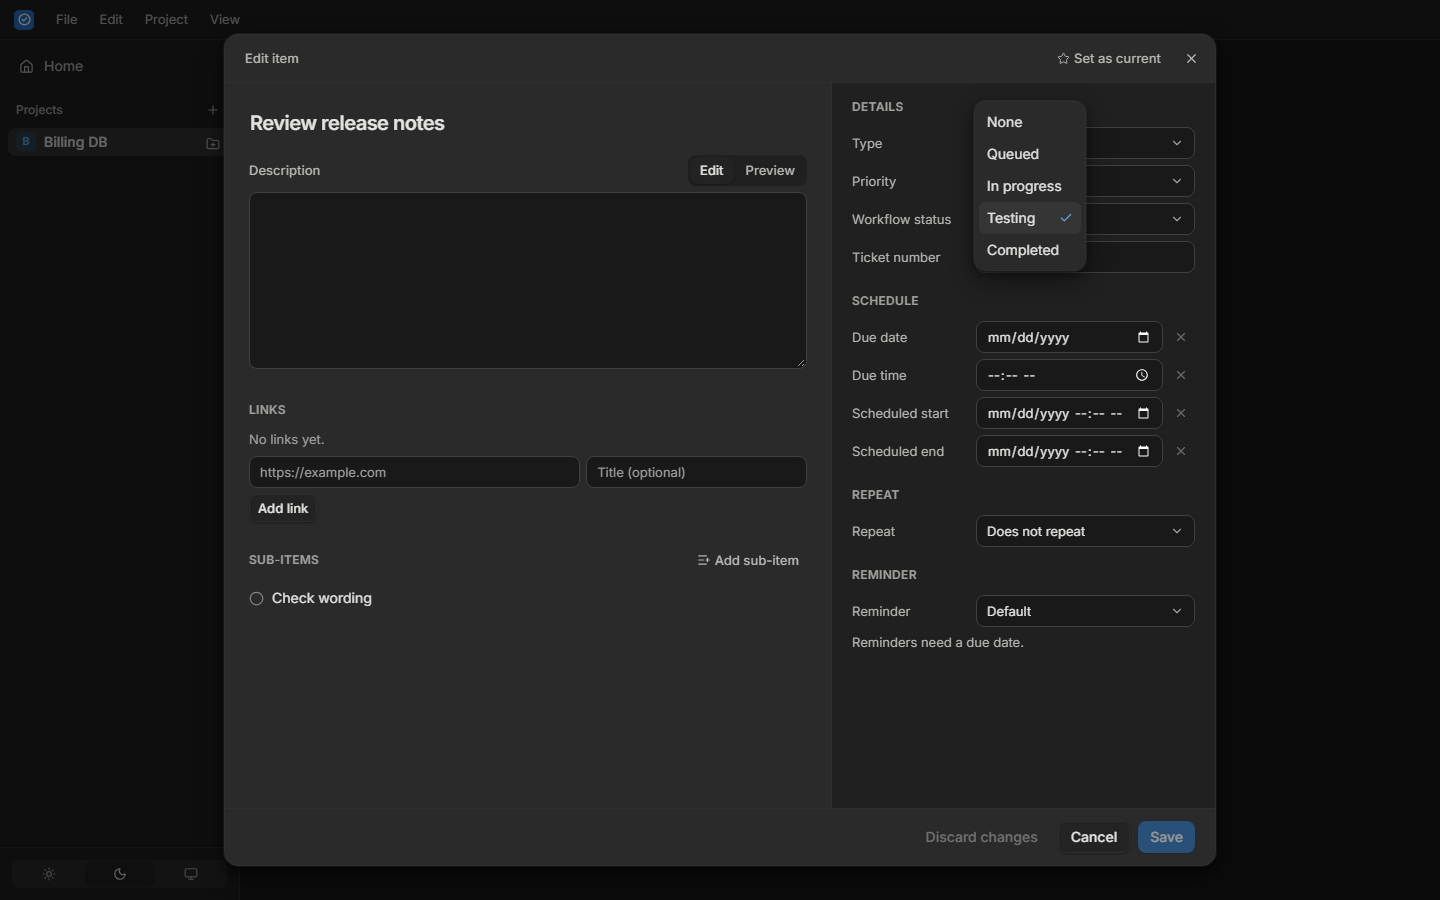 File Edit Project View
Home
Projects
B Billing DB
Edit item
Set as current
Review release notes
Description
Edit Preview
LINKS
No links yet.
https://example.com Title (optional)
Add link
SUB-ITEMS
Add sub-item
Check wording
DETAILS
Type
Priority
Workflow status
Ticket number
None
Queued
In progress
Testing
Completed
SCHEDULE
Due date mm/dd/yyyy
Due time --:-- --
Scheduled start mm/dd/yyyy --:-- --
Scheduled end mm/dd/yyyy --:-- --
REPEAT
Repeat Does not repeat
REMINDER
Reminder Default
Reminders need a due date.
Discard changes Cancel Save